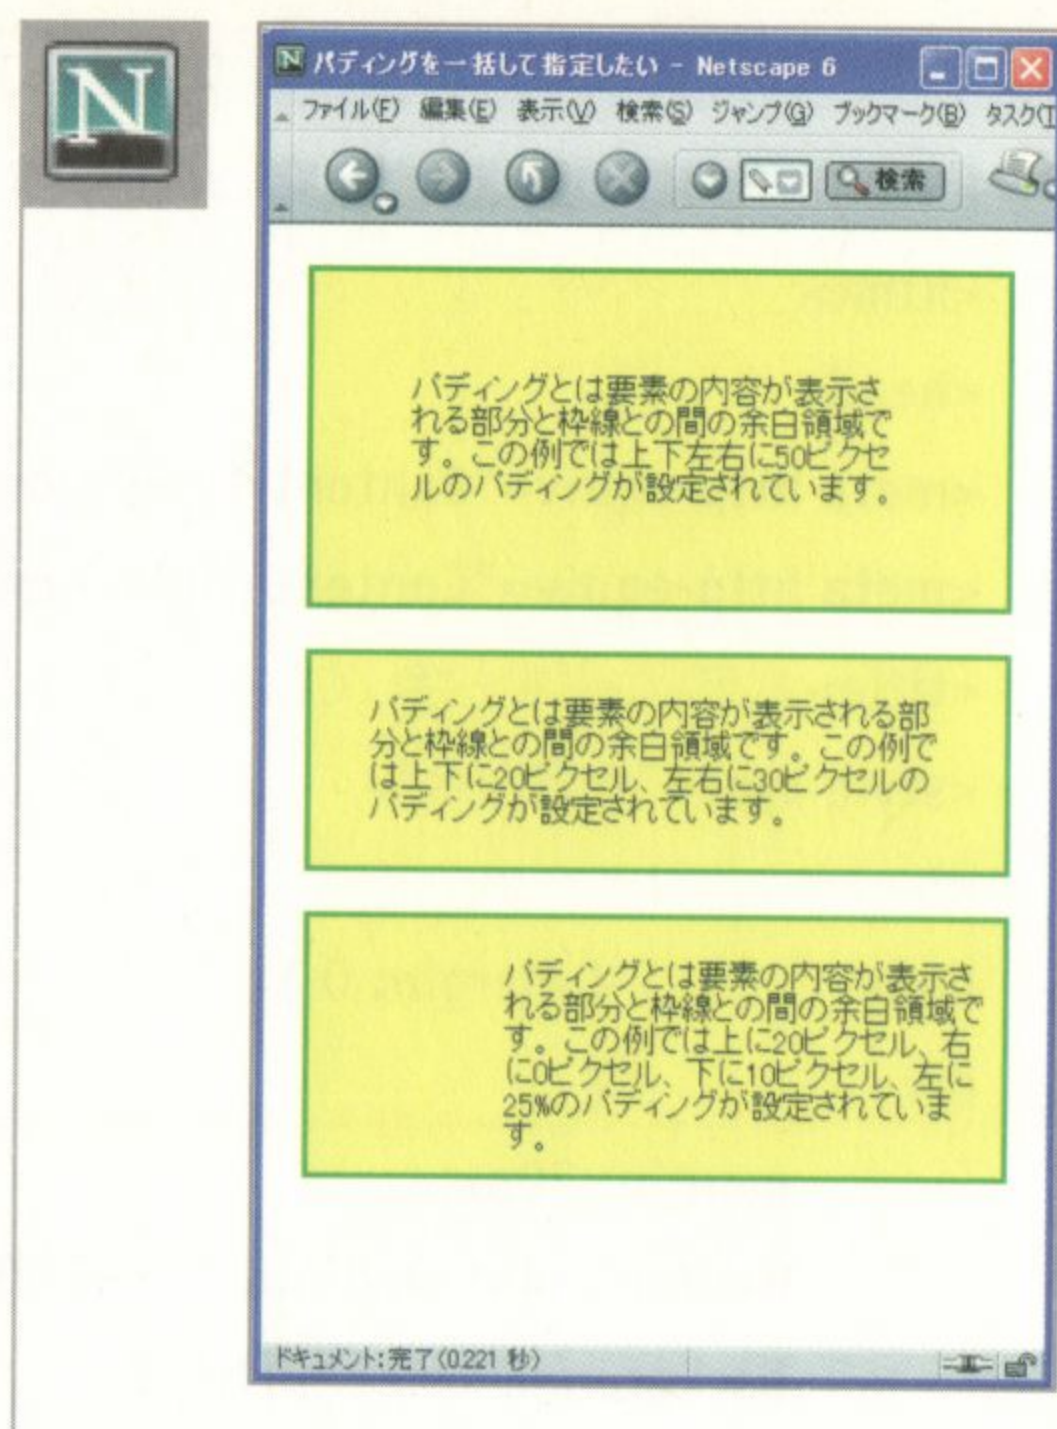 N
パディングを一括して指定したい - Netscape 6
ファイル(F) 編集(E) 表示(V) 検索(S) ジャンプ(G) ブックマーク(B) タスク(T
検索
パディングとは要素の内容が表示さ
れる部分と枠線との間の余白領域で
す。この例では上下左右に50ピクセ
ルのパディングが設定されています。
パディングとは要素の内容が表示される部
分と枠線との間の余白領域です。この例で
は上下に20ピクセル、左右に30ピクセルの
パディングが設定されています。
パディングとは要素の内容が表示さ
れる部分と枠線との間の余白領域で
す。この例では上に20ピクセル、右
に0ピクセル、下に10ピクセル、左に
25%のパディングが設定されていま
す。
ドキュメント: 完了 (0.221 秒)